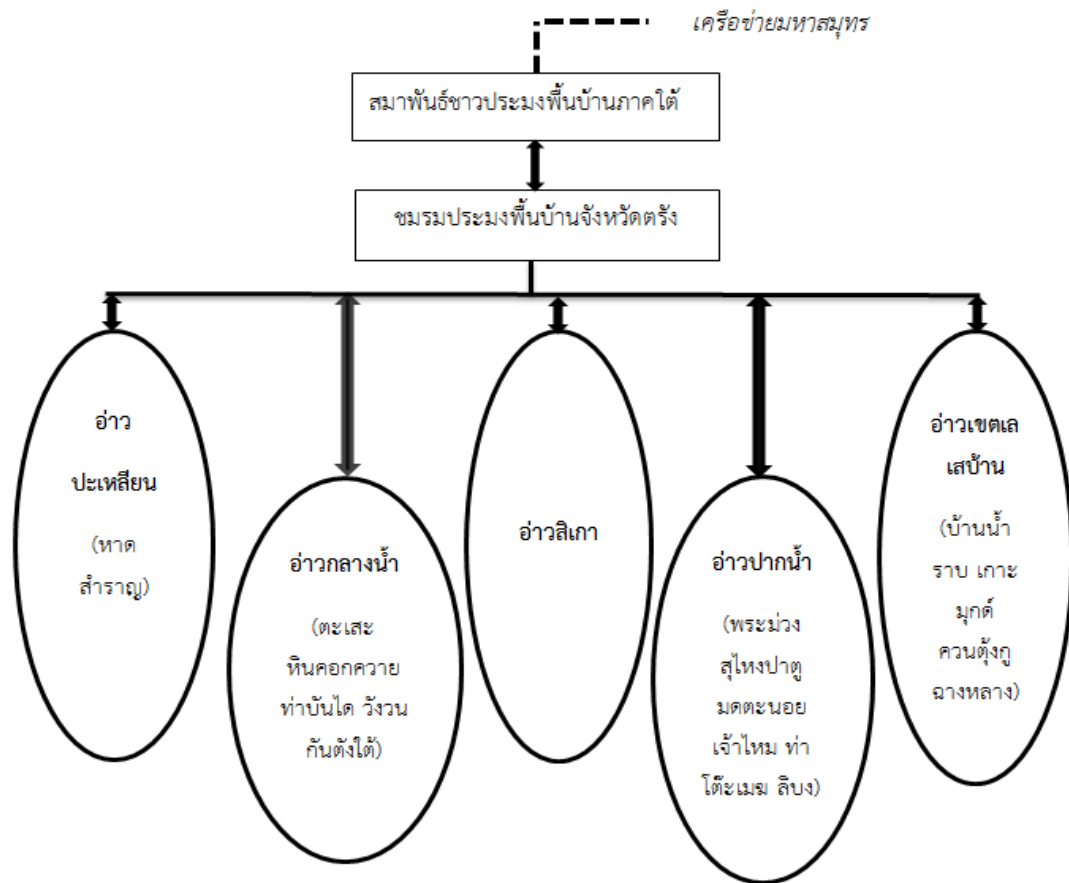 เครือข่ายมหาสมุทร
สมาพันธ์ชาวประมงพื้นบ้านภาคใต้
ชมรมประมงพื้นบ้านจังหวัดตรัง
อ่าว
ปะเหลียน
(หาด
สำราญ)
อ่าวกลางน้ำ
(ตะเสะ
หินคอกควาย
ท่าบันได วังวน
กันตังใต้)
อ่าวสิเกา
อ่าวปากน้ำ
(พระม่วง
สุไหงปาตู
มดตะนอย
เจ้าไหม ท่า
โต๊ะเมฆ ลิบง)
อ่าวเขตเล
เสบ้าน
(บ้านน้ำ
ราบ เกาะ
มุกด์
ควนตุ้งกู
ฉางหลาง)